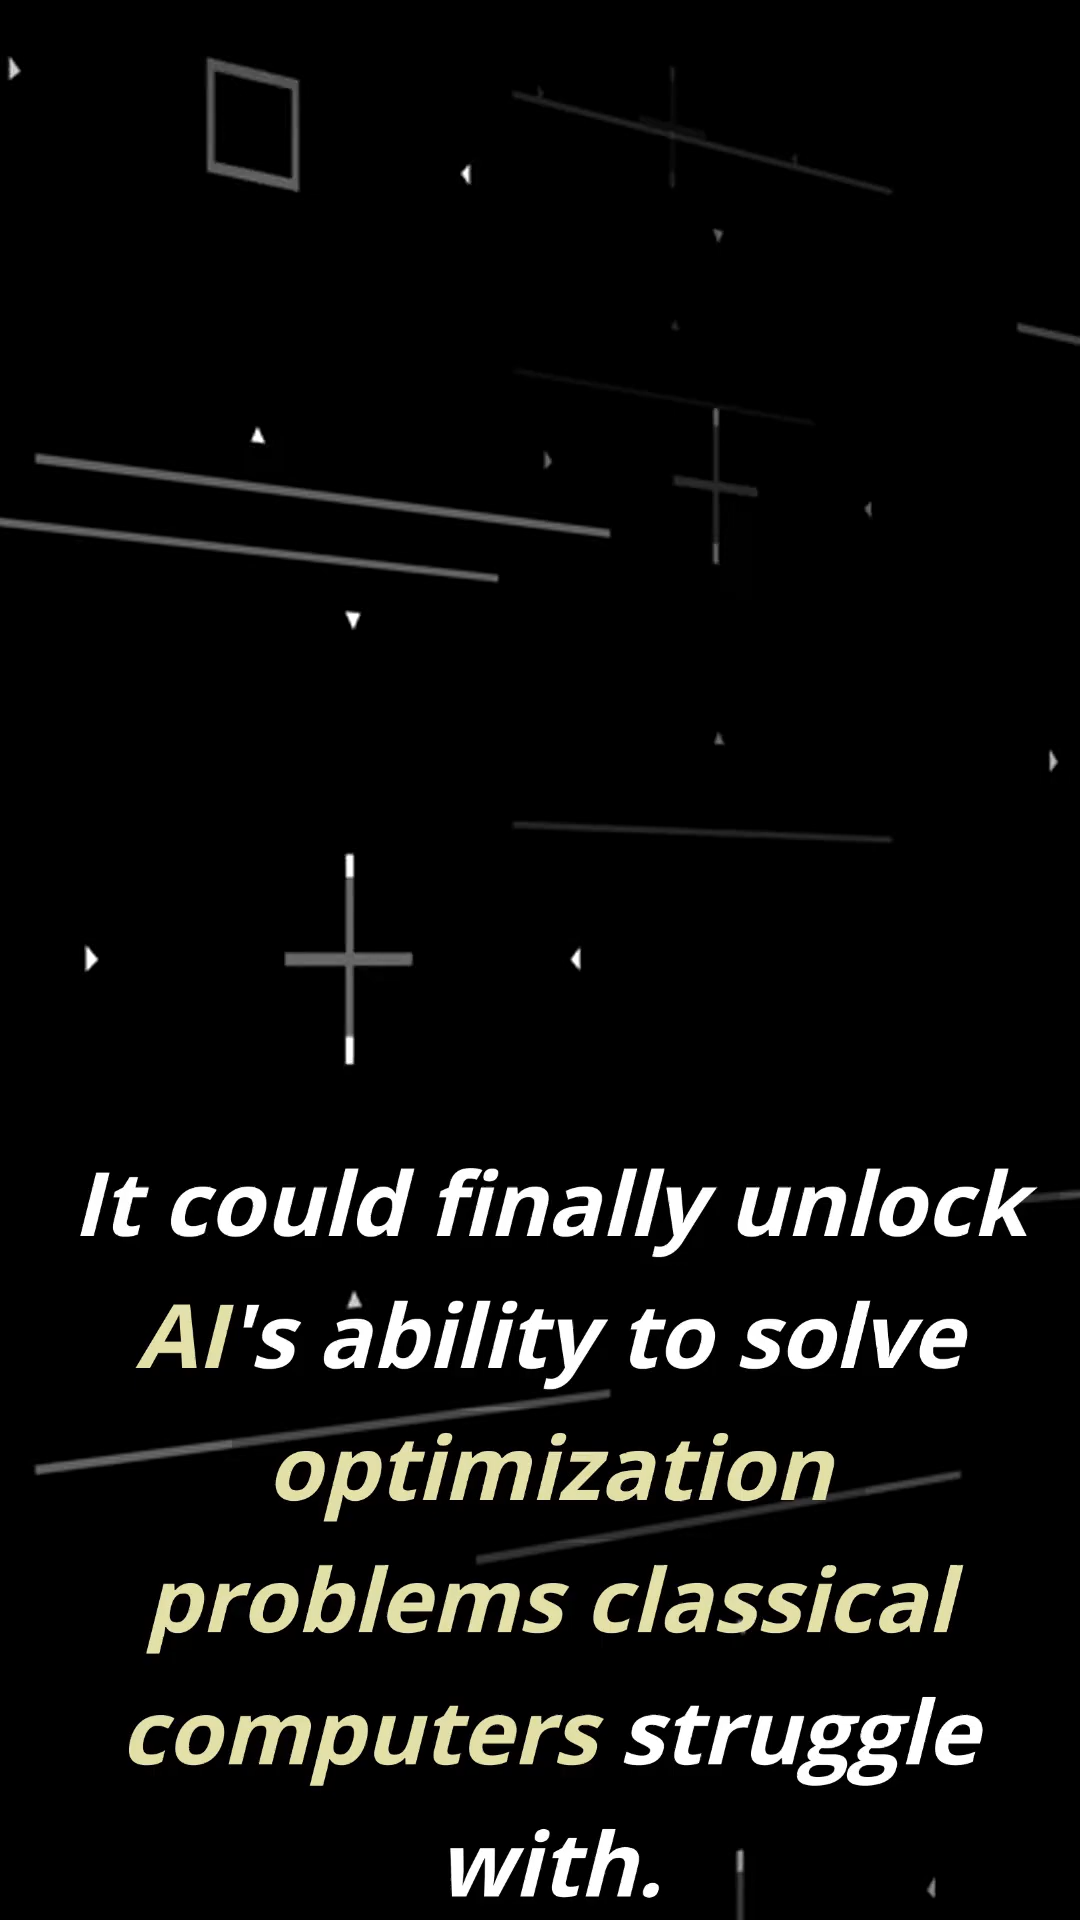 It could finally unlock
AI's ability to solve
optimization
problems classical
computers struggle
with.